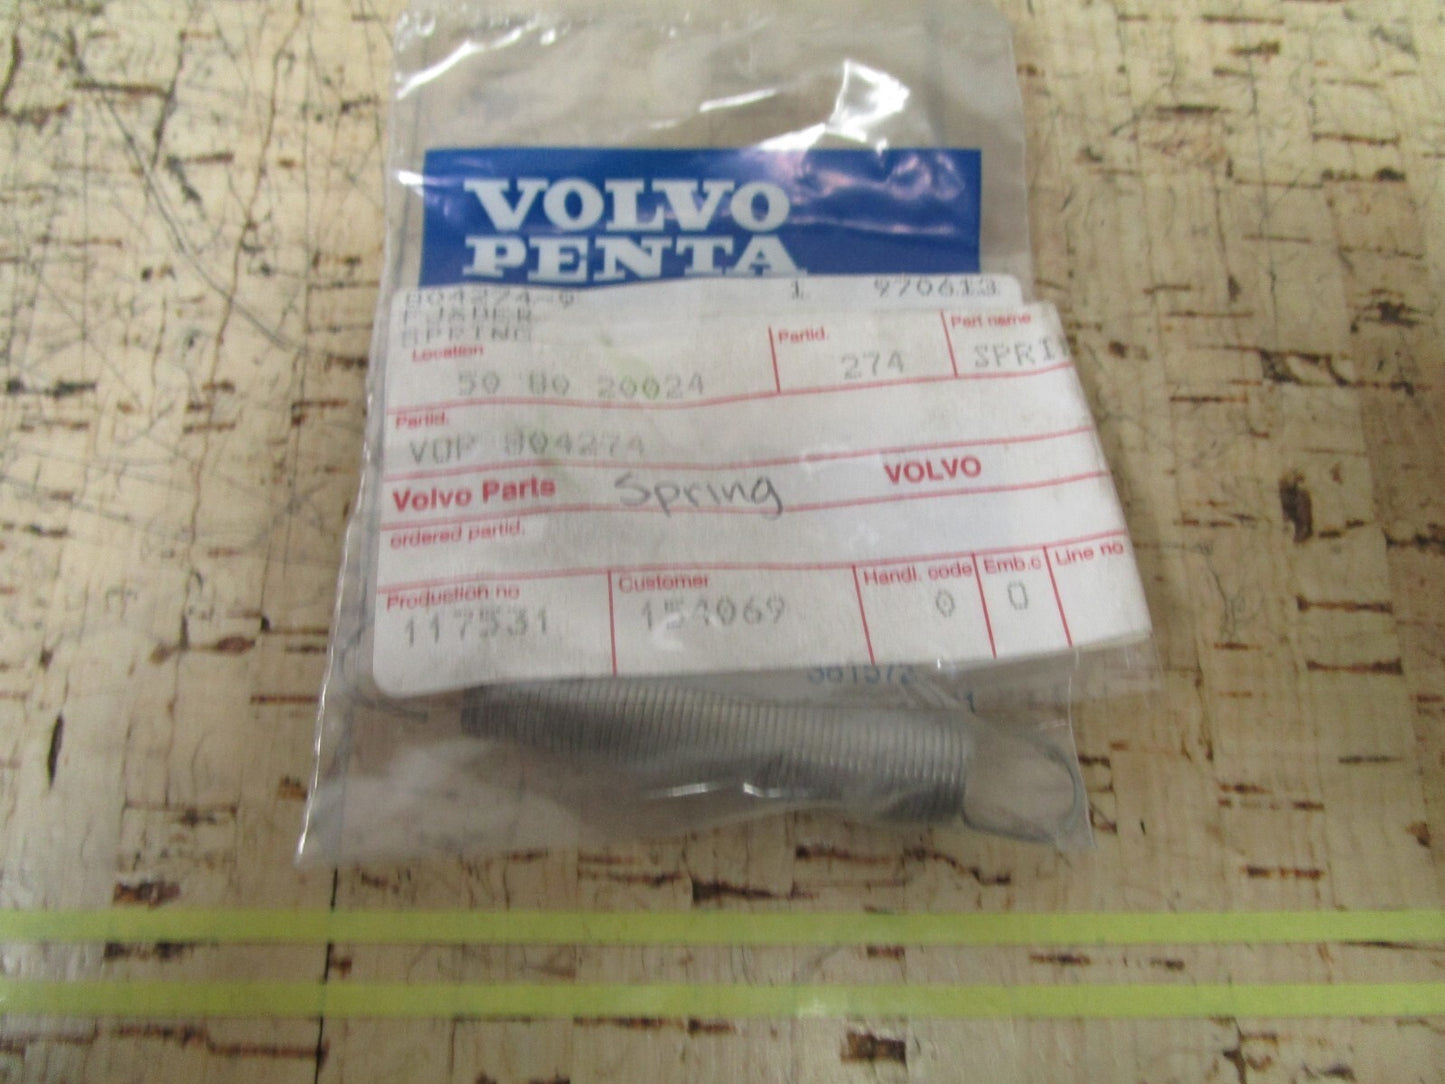 VOLVO
PENTA
804274-9 1 970613
FJADER
SPRING
Location Partid. Part name
50 80 20024 274 SPRI
Partid.
VOP 804274
Volvo Parts Spring VOLVO
ordered partid.
Production no Customer Handl. code Emb.c Line no
117531 154069 0 0